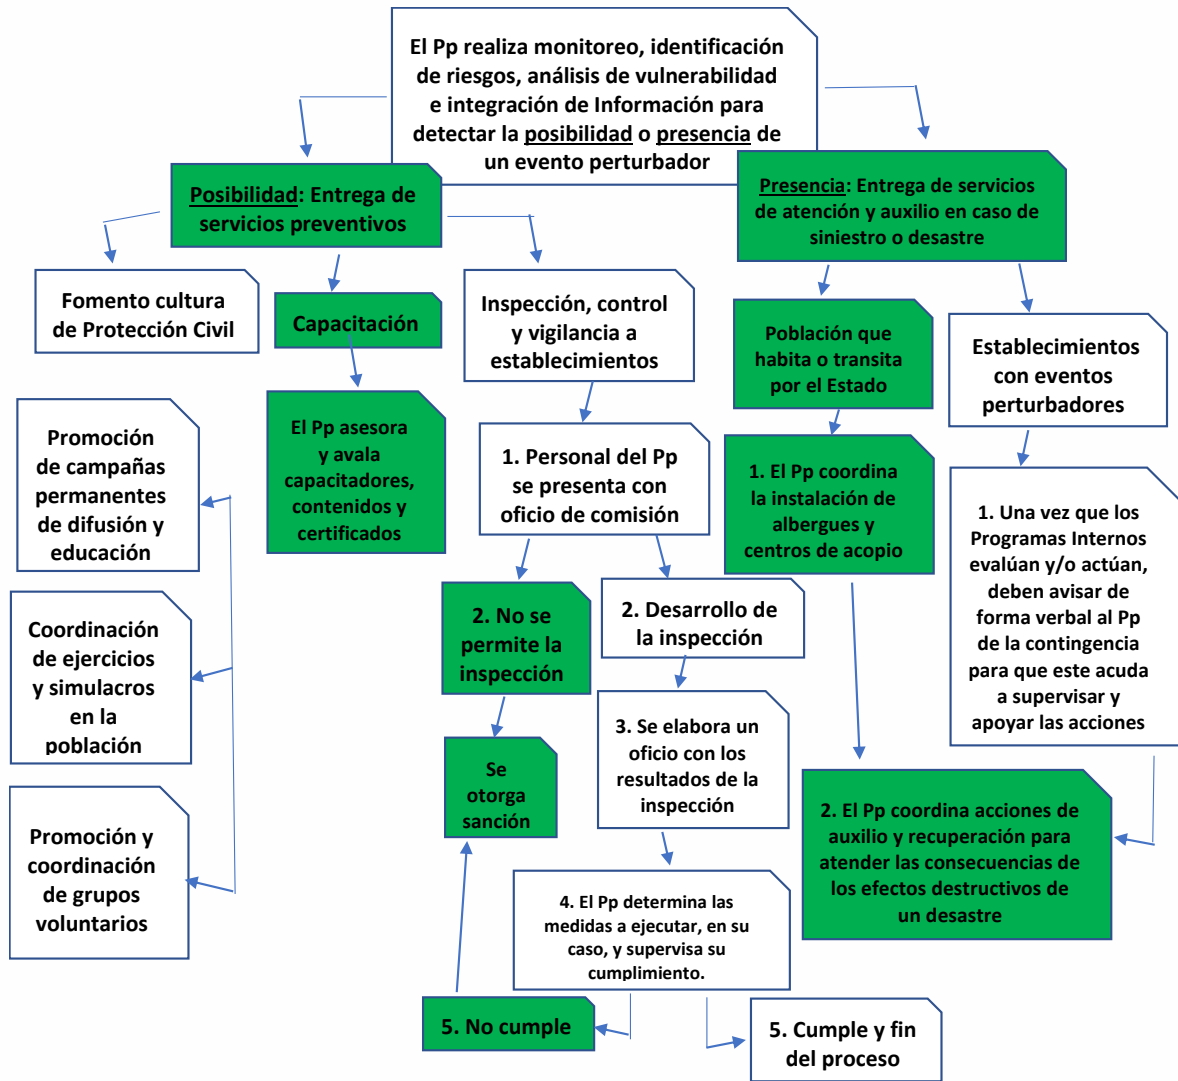 El Pp realiza monitoreo, identificación
de riesgos, análisis de vulnerabilidad
e integración de Información para
detectar la posibilidad o presencia de
un evento perturbador
Posibilidad: Entrega de
servicios preventivos
Presencia: Entrega de servicios
de atención y auxilio en caso de
siniestro o desastre
Fomento cultura
de Protección Civil
Capacitación
Inspección, control
y vigilancia a
establecimientos
Población que
habita o transita
por el Estado
Establecimientos
con eventos
perturbadores
Promoción
de campañas
permanentes
de difusión y
educación
El Pp asesora
y avala
capacitadores,
contenidos y
certificados
1. Personal del Pp
se presenta con
oficio de comisión
1. El Pp coordina
la instalación de
albergues y
centros de acopio
1. Una vez que los
Programas Internos
evalúan y/o actúan,
deben avisar de
forma verbal al Pp
de la contingencia
para que este acuda
a supervisar y
apoyar las acciones
Coordinación
de ejercicios
y simulacros
en la
población
2. No se
permite la
inspección
2. Desarrollo de
la inspección
3. Se elabora un
oficio con los
resultados de la
inspección
Se
otorga
sanción
2. El Pp coordina acciones de
auxilio y recuperación para
atender las consecuencias de
los efectos destructivos de
un desastre
Promoción y
coordinación
de grupos
voluntarios
4. El Pp determina las
medidas a ejecutar, en su
caso, y supervisa su
cumplimiento.
5. No cumple
5. Cumple y fin
del proceso